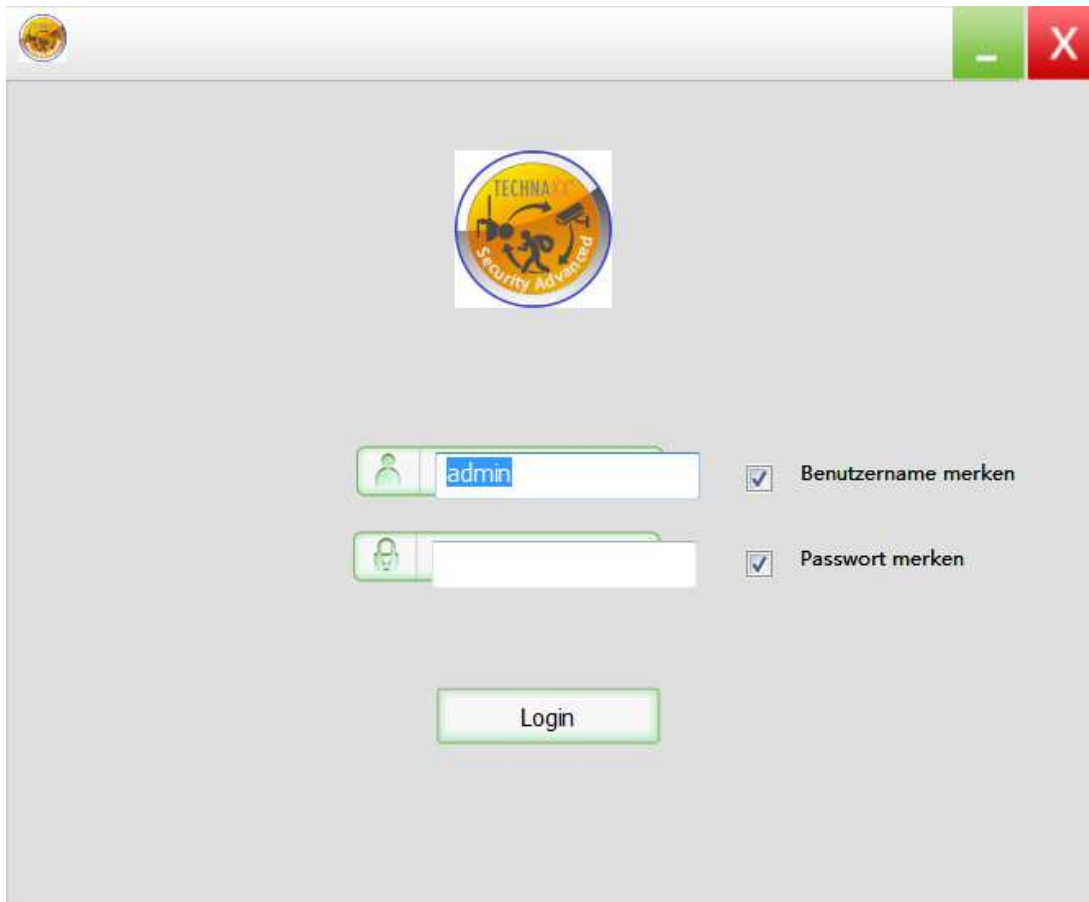 X
TECHNAXX
Security Advanced
admin
Benutzername merken
Passwort merken
Login